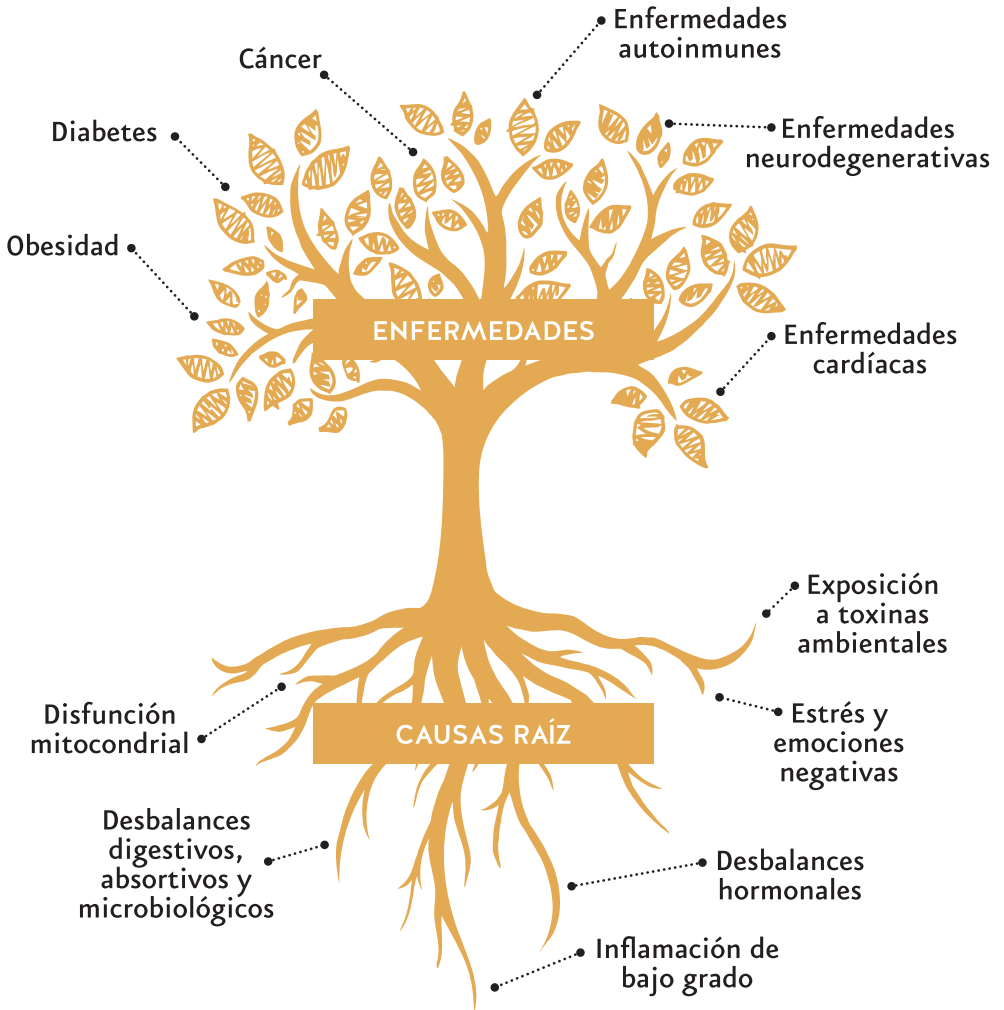 Enfermedades
autoinmunes
Cáncer
Diabetes
Enfermedades
neurodegenerativas
Obesidad
ENFERMEDADES
Enfermedades
cardíacas
Exposición
a toxinas
ambientales
Disfunción
mitocondrial
CAUSAS RAÍZ
Estrés y
emociones
negativas
Desbalances
digestivos,
absortivos y
microbiológicos
Desbalances
hormonales
Inflamación de
bajo grado